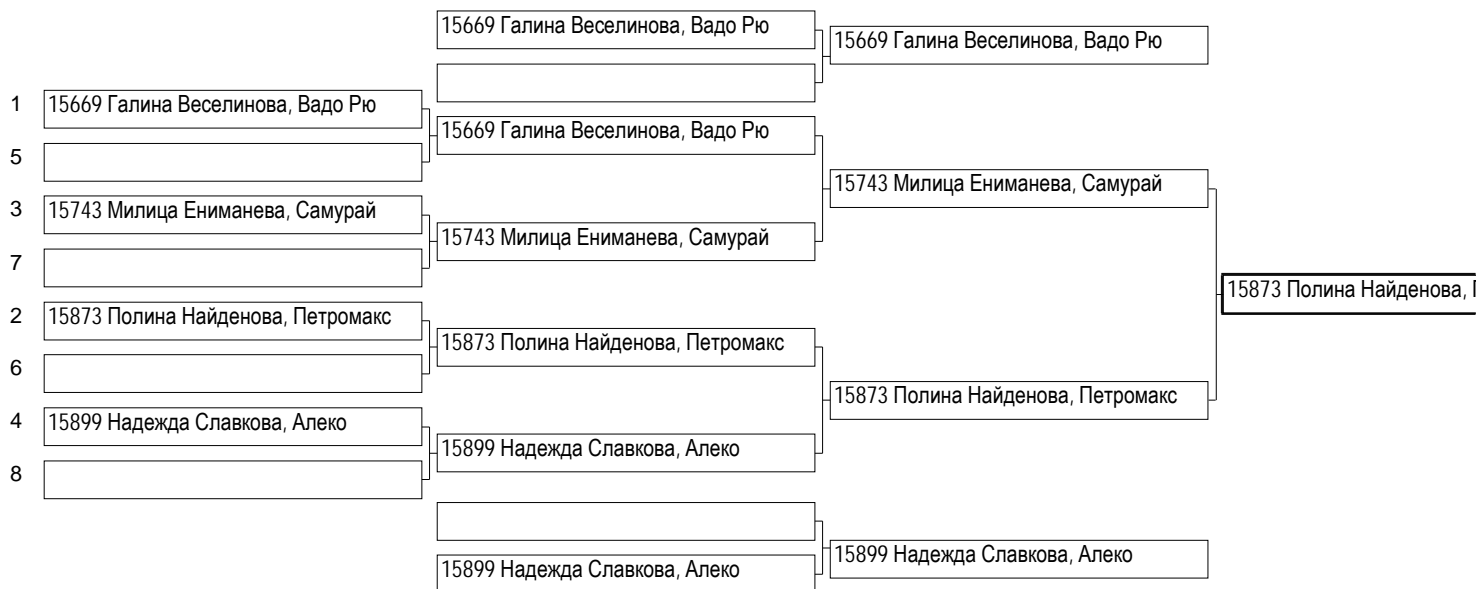 15669 Галина Веселинова, Вадо Рю
15669 Галина Веселинова, Вадо Рю
1 15669 Галина Веселинова, Вадо Рю
15669 Галина Веселинова, Вадо Рю
5
15743 Милица Ениманева, Самурай
3 15743 Милица Ениманева, Самурай
15743 Милица Ениманева, Самурай
7
15873 Полина Найденова,
2 15873 Полина Найденова, Петромакс
15873 Полина Найденова, Петромакс
6
15873 Полина Найденова, Петромакс
4 15899 Надежда Славкова, Алеко
15899 Надежда Славкова, Алеко
8
15899 Надежда Славкова, Алеко
15899 Надежда Славкова, Алеко